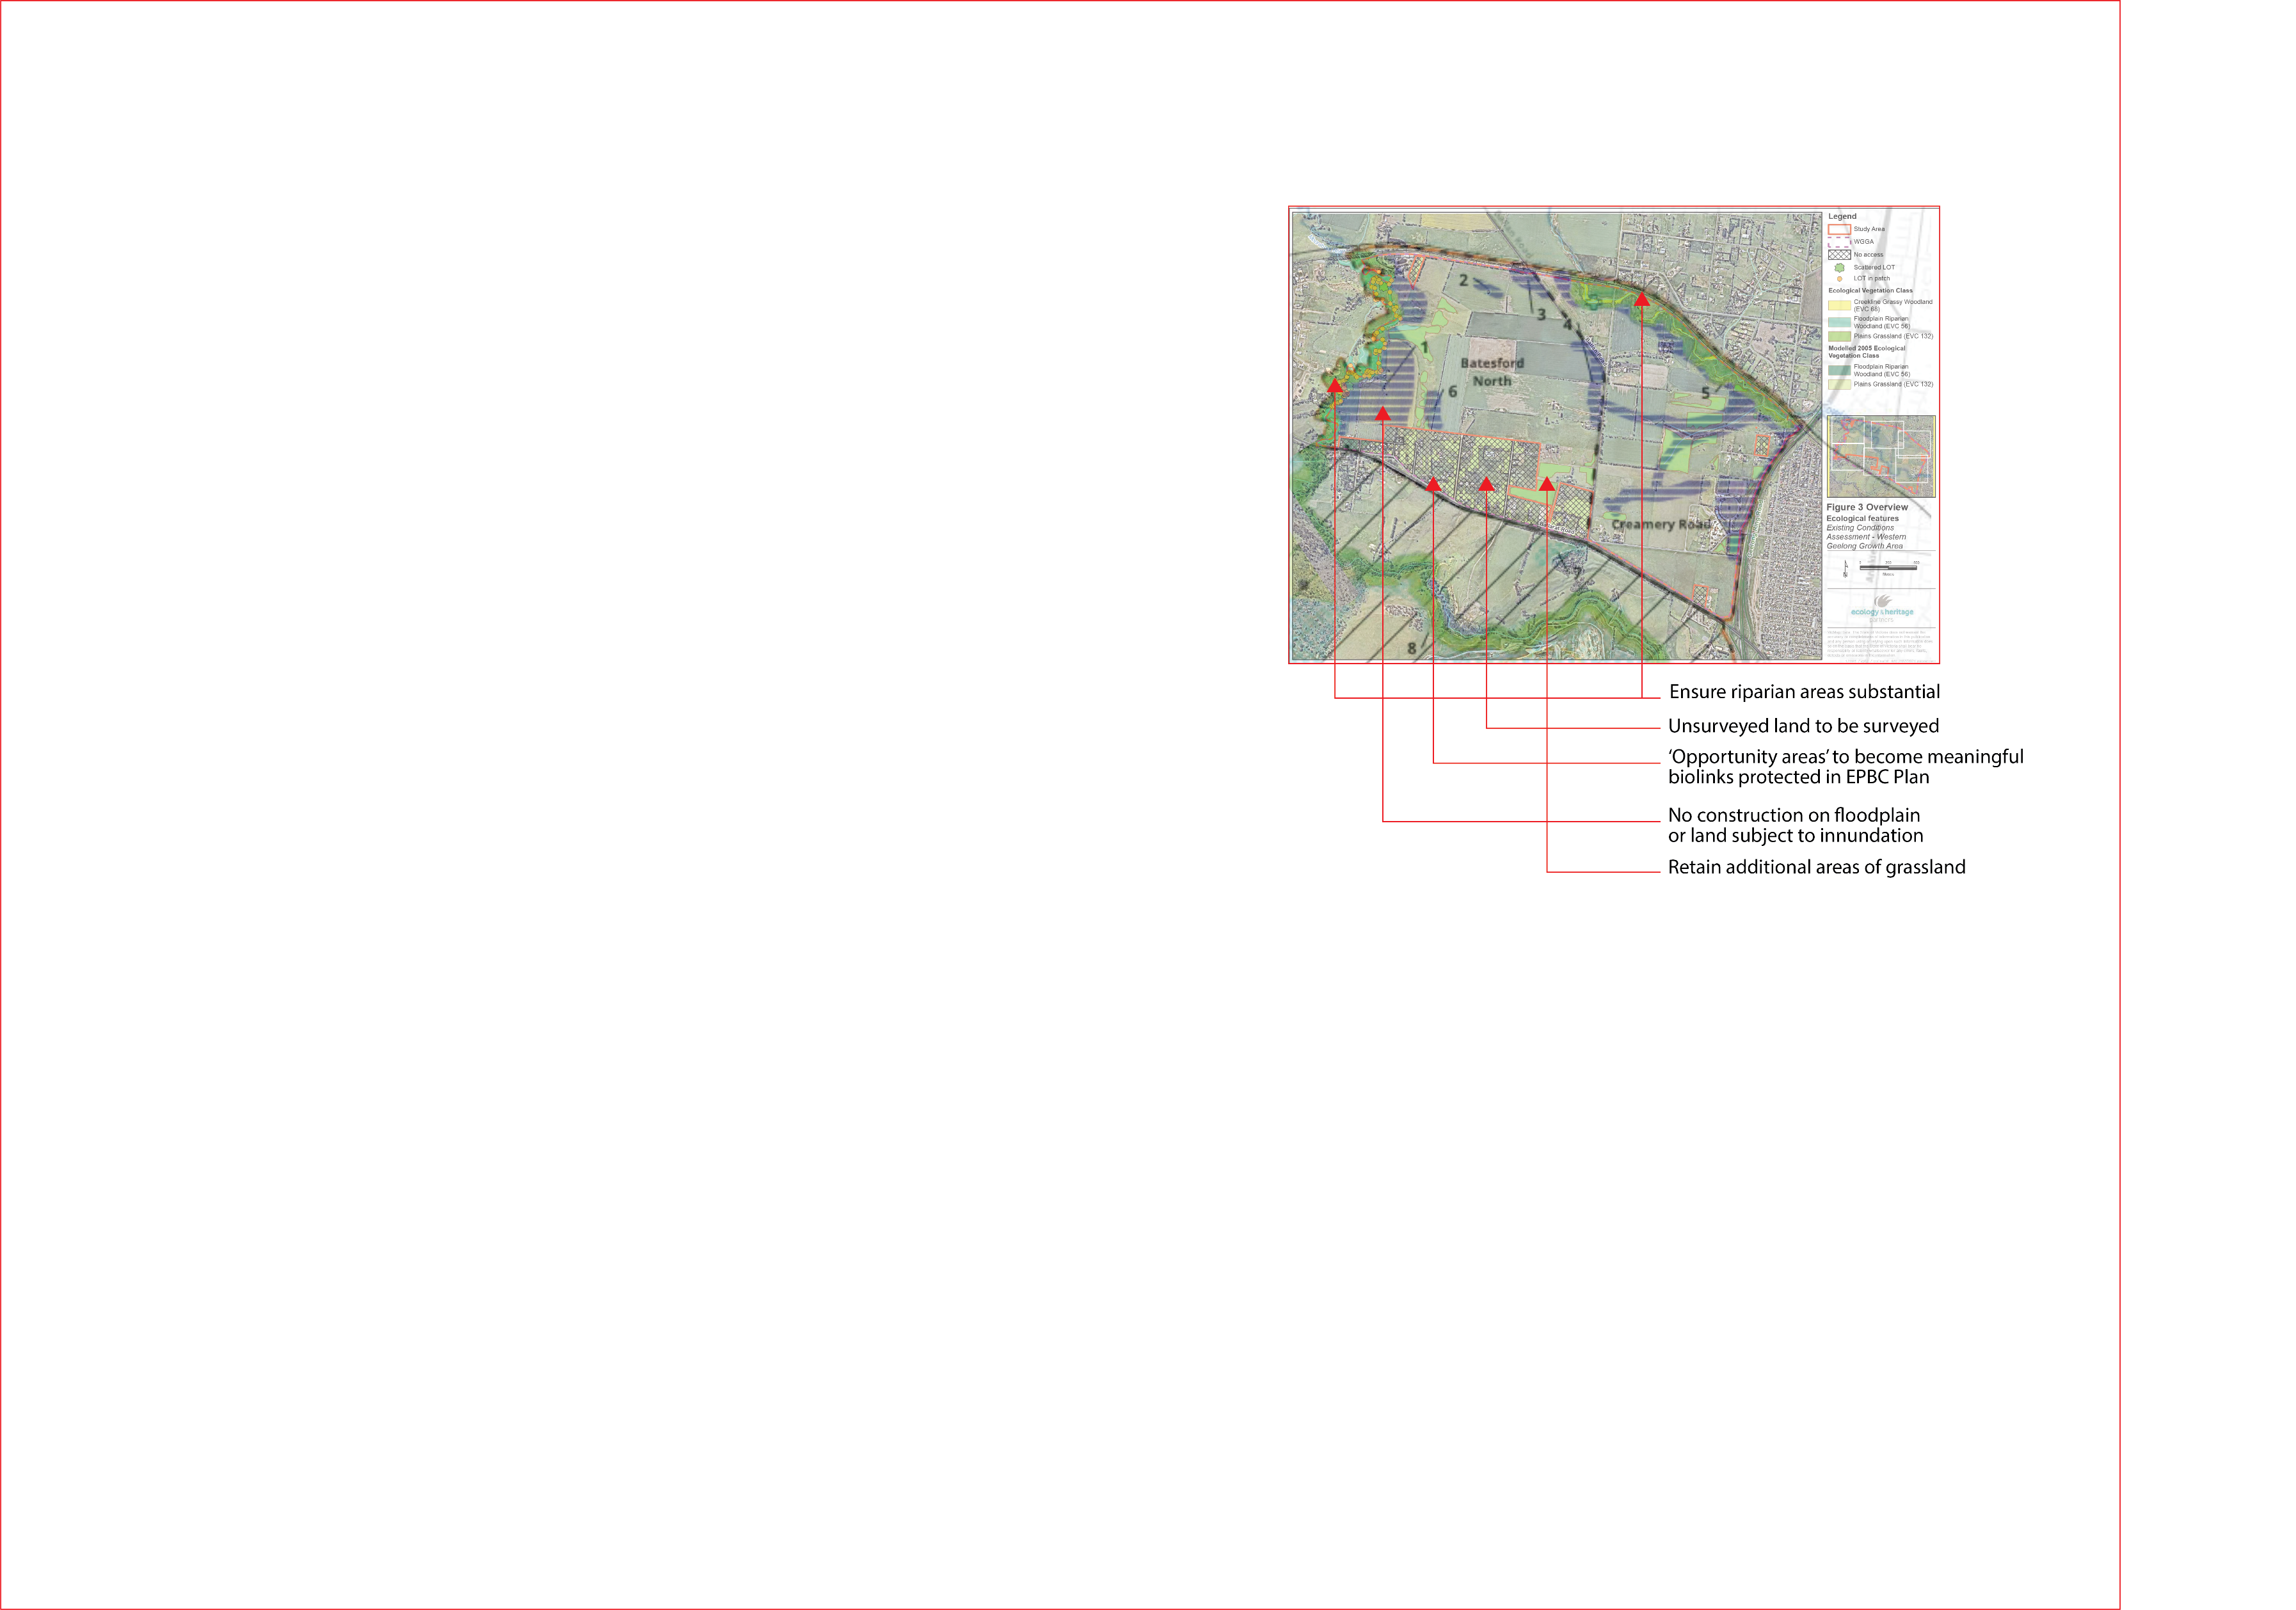 2
3
4
1
Batesford
North
6
5
Creamery Road
7
8
Legend
Study Area
WGGA
No access
Scattered LOT
LOT in patch
Ecological Vegetation Class
Creekline Grassy Woodland
(EVC 68)
Floodplain Riparian
Woodland (EVC 56)
Plains Grassland (EVC 132)
Modelled 2005 Ecological
Vegetation Class
Floodplain Riparian
Woodland (EVC 56)
Plains Grassland (EVC 132)
Figure 3 Overview
Ecological features
Existing Conditions
Assessment - Western
Geelong Growth Area
Metres
ecology & heritage
partners
Ensure riparian areas substantial
Unsurveyed land to be surveyed
‘Opportunity areas’ to become meaningful
biolinks protected in EPBC Plan
No construction on floodplain
or land subject to innundation
Retain additional areas of grassland